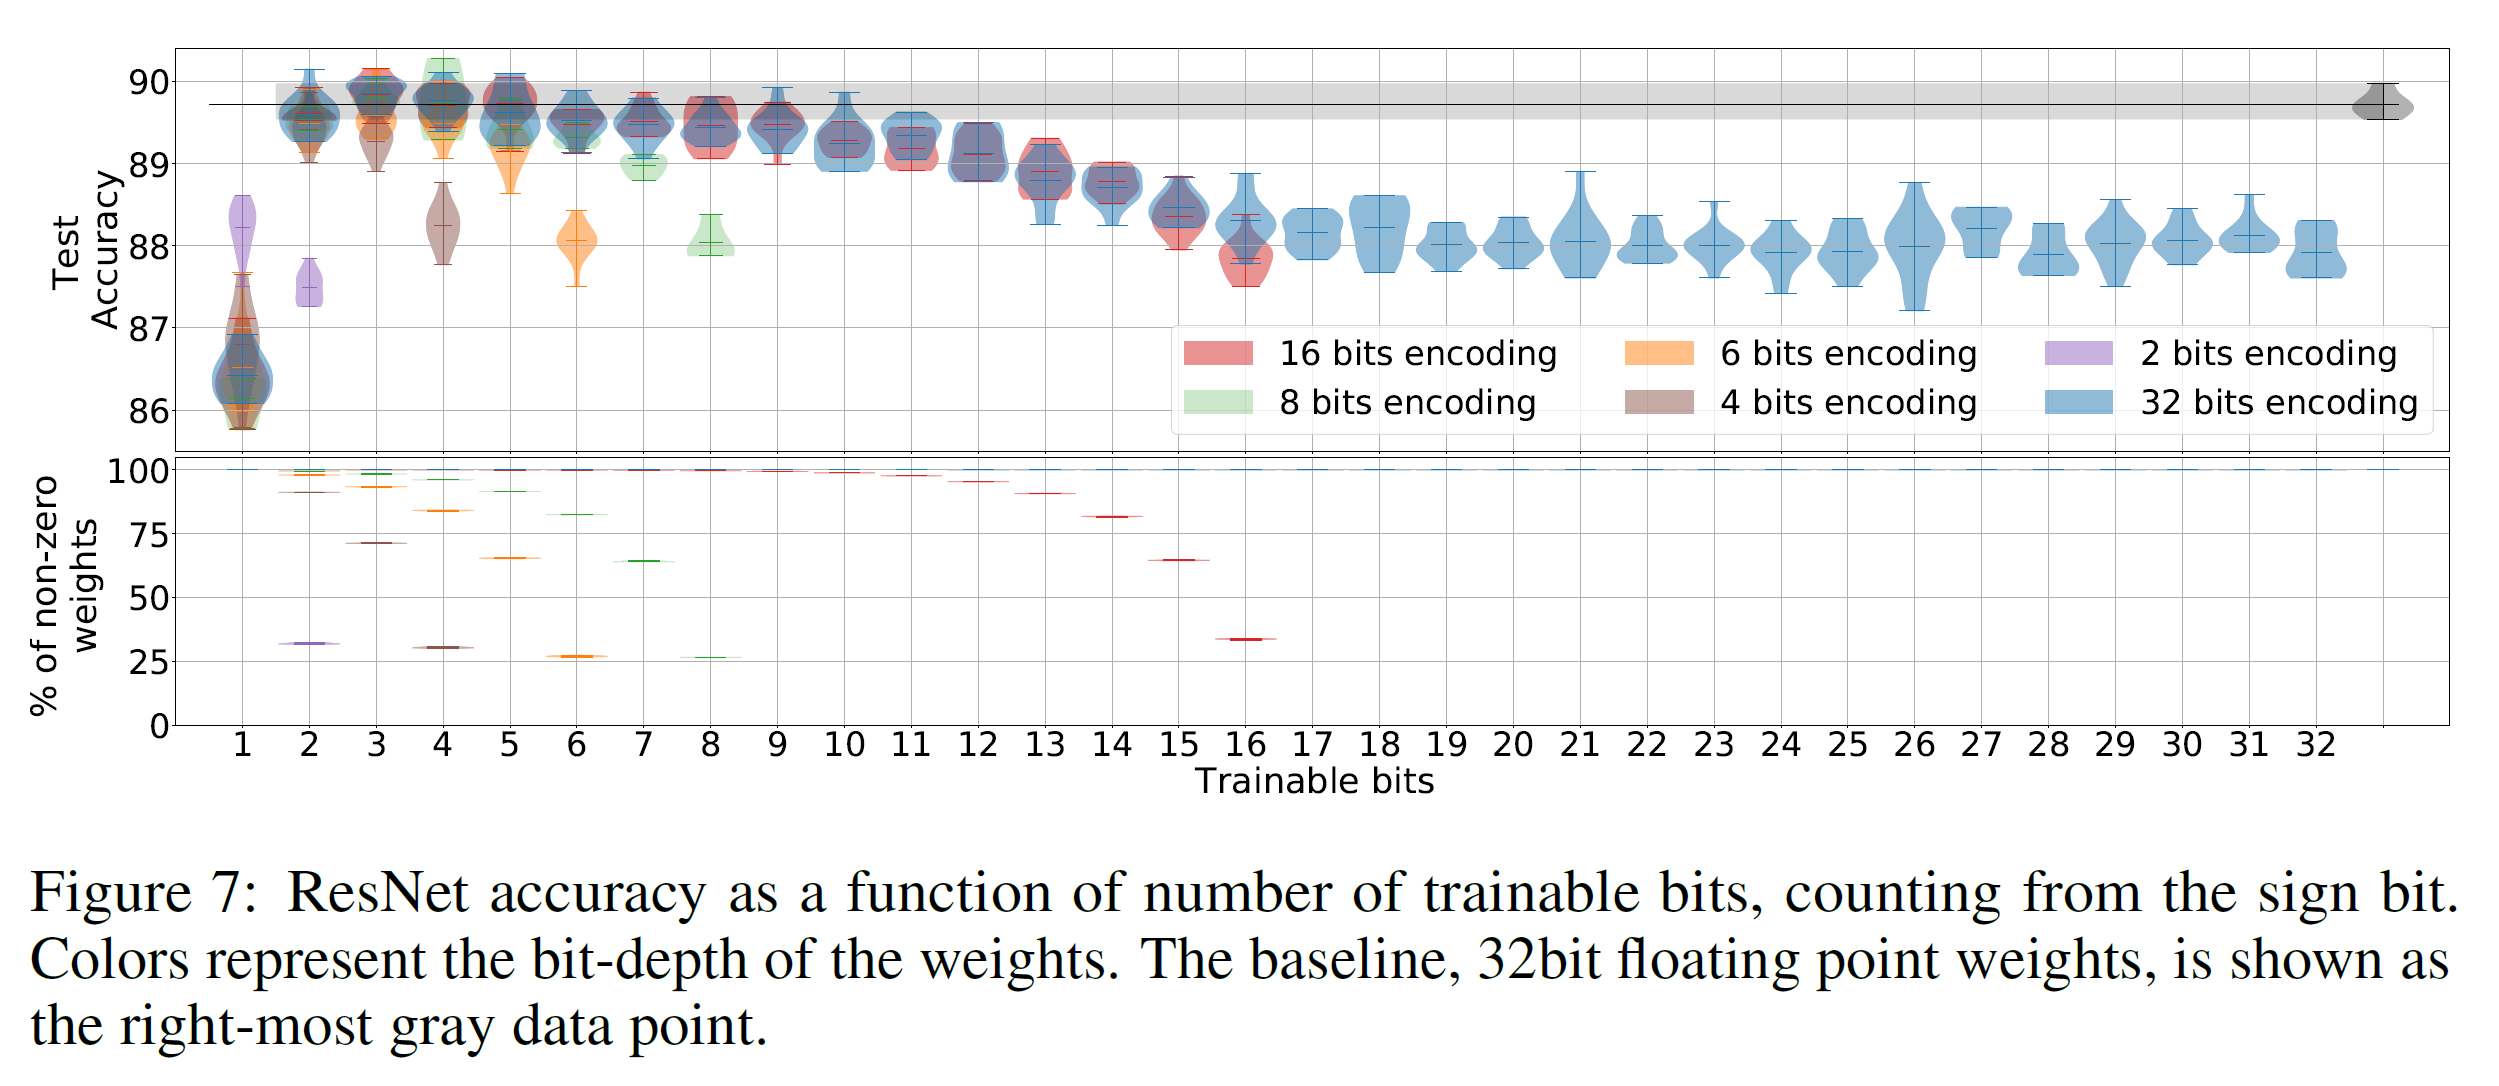 90
89
88
87
86
Test
Accuracy
16 bits encoding
8 bits encoding
6 bits encoding
4 bits encoding
2 bits encoding
32 bits encoding
100
75
50
25
0
% of non-zero
weights
1 2 3 4 5 6 7 8 9 10 11 12 13 14 15 16 17 18 19 20 21 22 23 24 25 26 27 28 29 30 31 32
Trainable bits
Figure 7: ResNet accuracy as a function of number of trainable bits, counting from the sign bit.
Colors represent the bit-depth of the weights. The baseline, 32bit floating point weights, is shown as
the right-most gray data point.